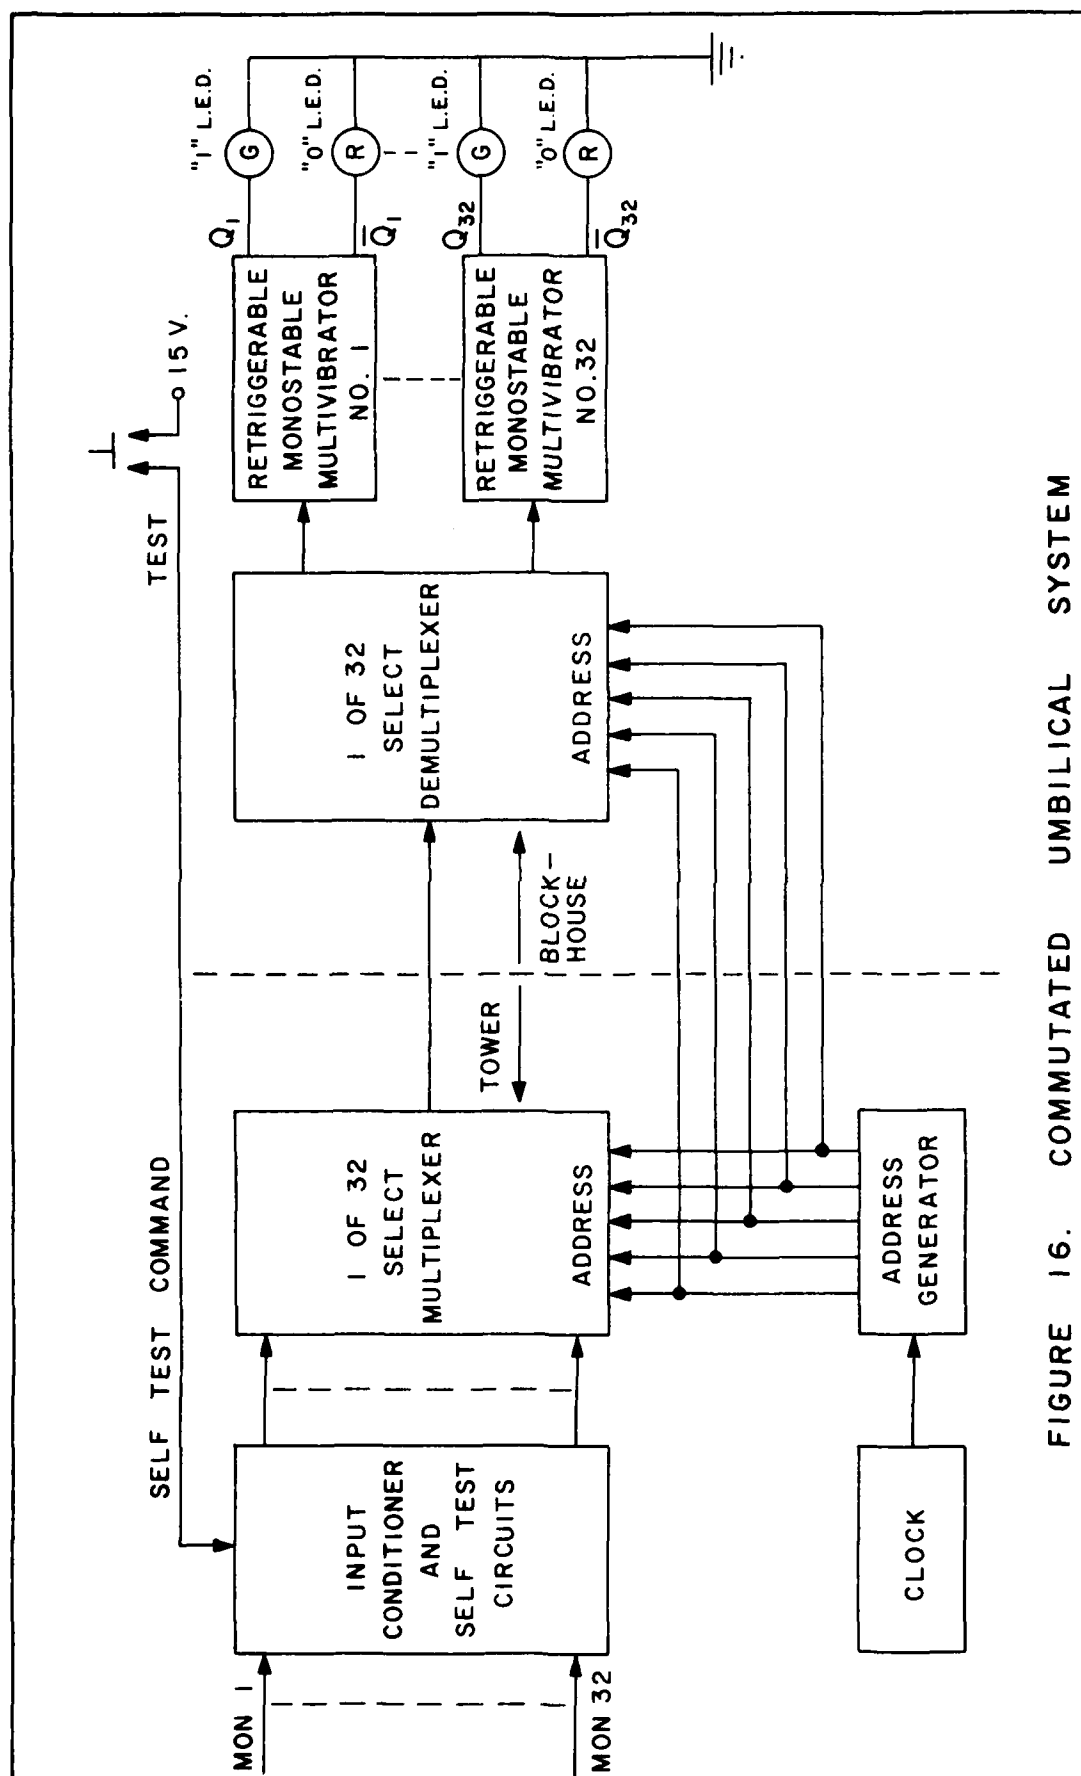 SELF TEST COMMAND
TEST
15 V.
MON 1
MON 32
INPUT
CONDITIONER
AND
SELF TEST
CIRCUITS
1 OF 32
SELECT
MULTIPLEXER
ADDRESS
TOWER
BLOCK-
HOUSE
1 OF 32
SELECT
DEMULTIPLEXER
ADDRESS
RETRIGGERABLE
MONOSTABLE
MULTIVIBRATOR
NO. 1
RETRIGGERABLE
MONOSTABLE
MULTIVIBRATOR
NO.32
Q1
Q̅1
Q32
Q̅32
"1" L.E.D.
G
"0" L.E.D.
R
"1" L.E.D.
G
"0" L.E.D.
R
CLOCK
ADDRESS
GENERATOR
FIGURE 16. COMMUTATED UMBILICAL SYSTEM